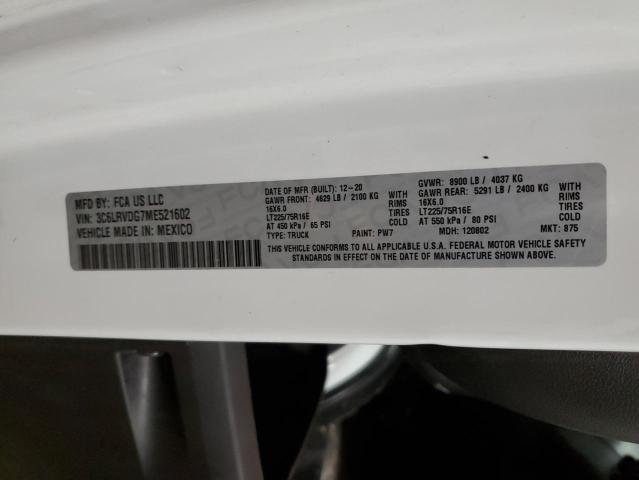 MFD BY: FCA US LLC
VIN: 3C6LRVDG7ME521602
VEHICLE MADE IN: MEXICO
DATE OF MFR (BUILT): 12-20
GAWR FRONT: 4629 LB / 2100 KG WITH
16X6.0 RIMS
LT225/75R16E TIRES
AT 450 kPa / 65 PSI COLD
TYPE: TRUCK PAINT: PW7
GVWR: 8900 LB / 4037 KG
GAWR REAR: 5291 LB / 2400 KG WITH
16X6.0 RIMS
LT225/75R16E TIRES
AT 550 kPa / 80 PSI COLD
MDH: 120802 MKT: 875
THIS VEHICLE CONFORMS TO ALL APPLICABLE U.S.A. FEDERAL MOTOR VEHICLE SAFETY
STANDARDS IN EFFECT ON THE DATE OF MANUFACTURE SHOWN ABOVE.